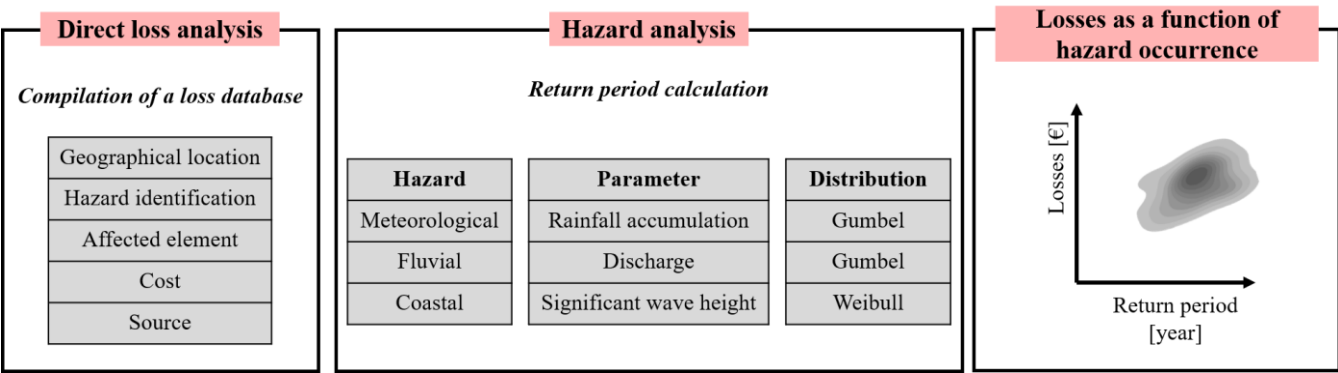 Direct loss analysis
Compilation of a loss database
Geographical location
Hazard identification
Affected element
Cost
Source
Hazard analysis
Return period calculation
Hazard Parameter Distribution
Meteorological Rainfall accumulation Gumbel
Fluvial Discharge Gumbel
Coastal Significant wave height Weibull
Losses as a function of
hazard occurrence
Losses [€]
Return period
[year]